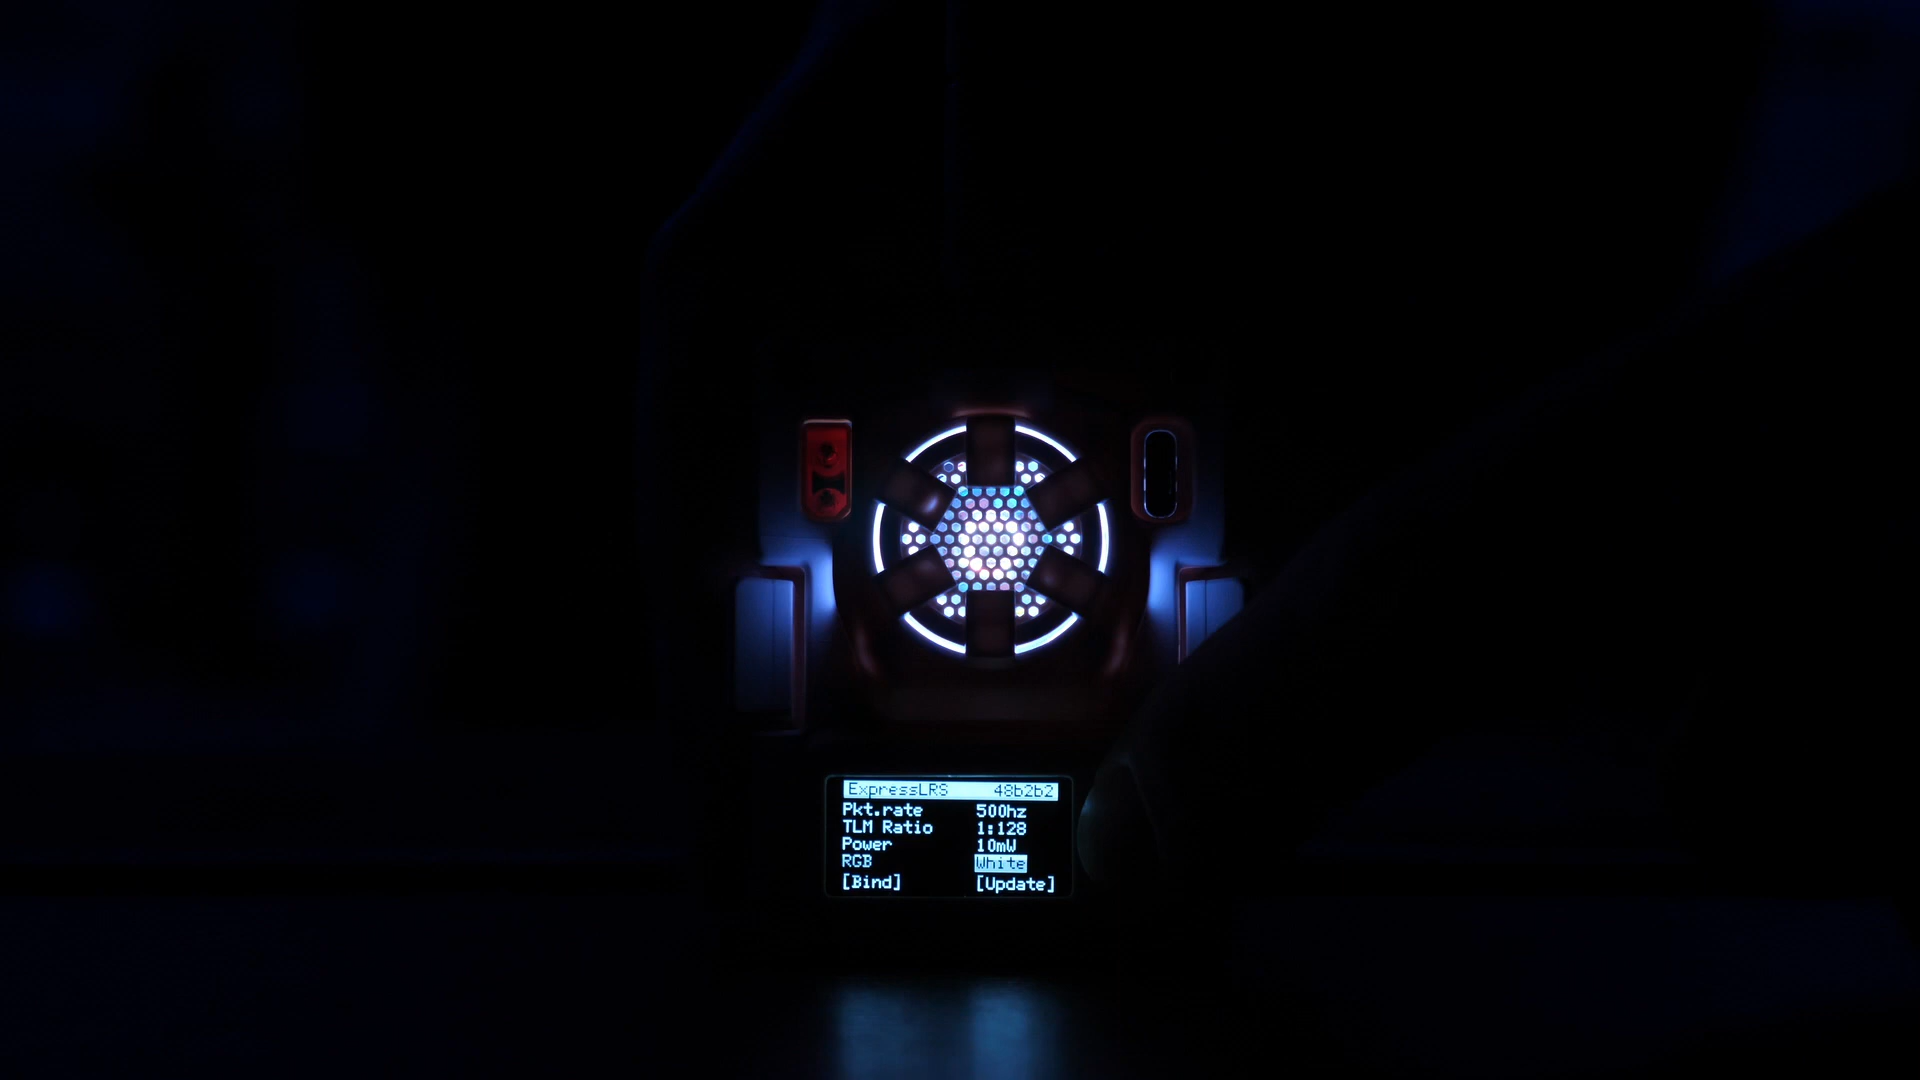 ExpressLRS 48b2b2
Pkt.rate 500hz
TLM Ratio 1:128
Power 10mW
RGB White
[Bind] [Update]